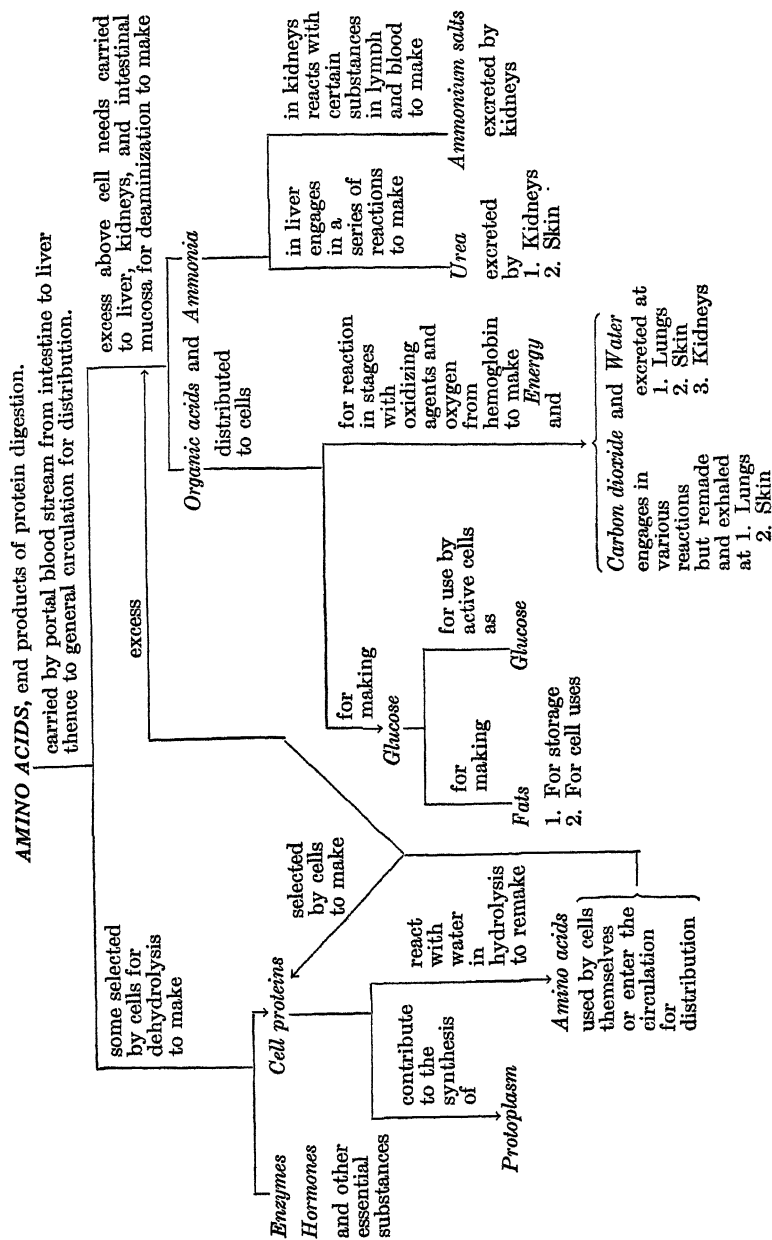 AMINO ACIDS, end products of protein digestion.
carried by portal blood stream from intestine to liver
thence to general circulation for distribution.
some selected
by cells for
dehydrolysis
to make
Enzymes
Hormones
and other
essential
substances
Cell proteins
contribute
to the
synthesis
of
Protoplasm
react
with
water
in
hydrolysis
to remake
Amino acids
used by cells
themselves
or enter the
circulation
for
distribution
selected
by cells
to make
excess
excess above cell needs carried
to liver, kidneys, and intestinal
mucosa for deaminization to make
Organic acids and Ammonia
distributed
to cells
for
making
Glucose
for
making
Fats
1. For storage
2. For cell uses
for use by
active cells
as
Glucose
for reaction
in stages
with
oxidizing
agents and
oxygen
from
hemoglobin
to make
Energy
and
Carbon dioxide and Water
engages in
various
reactions
but remade
and exhaled
at 1. Lungs
2. Skin
excreted at
1. Lungs
2. Skin
3. Kidneys
in liver
engages
in a
series of
reactions
to make
Urea
excreted
by
1. Kidneys
2. Skin
in kidneys
reacts with
certain
substances
in lymph
and blood
to make
Ammonium salts
excreted by
kidneys